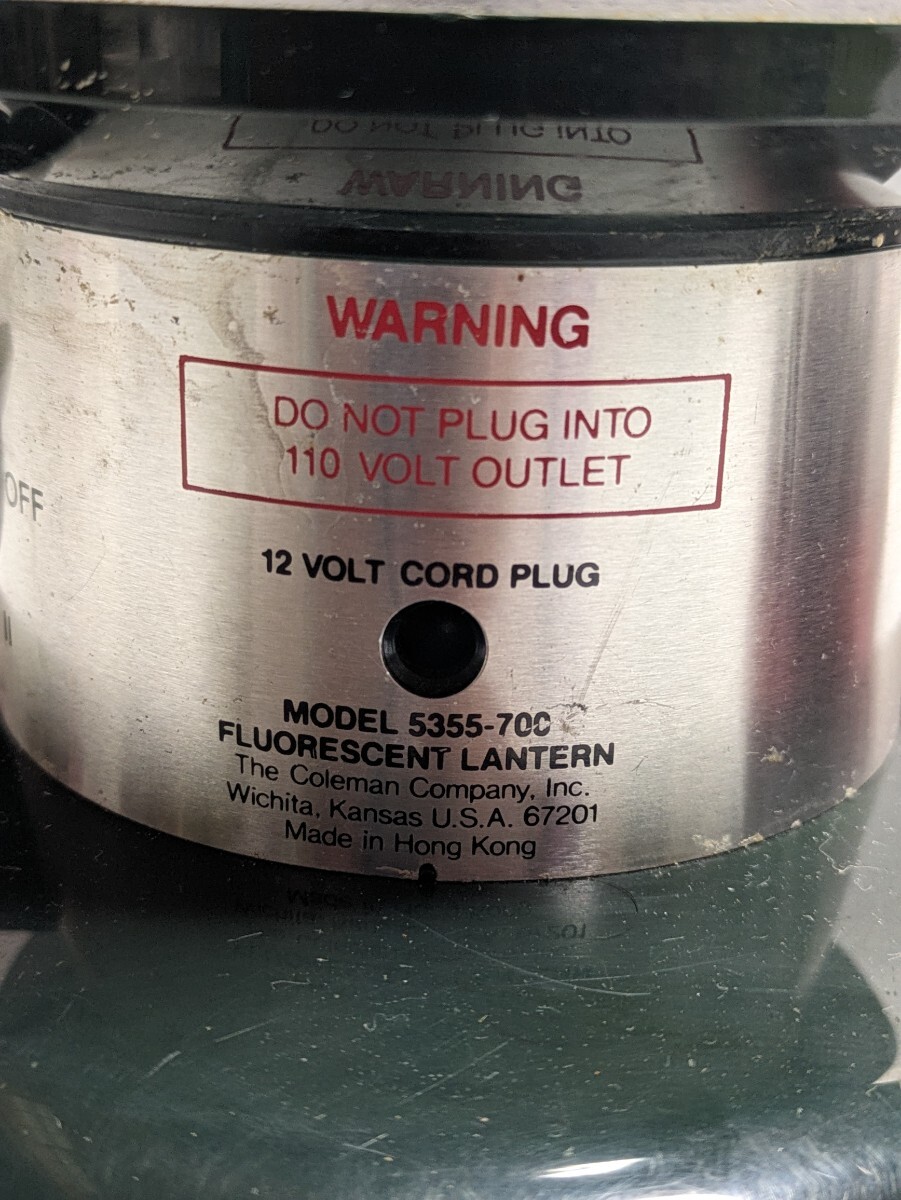 DO NOT PLUG INTO
WARNING
WARNING
DO NOT PLUG INTO
110 VOLT OUTLET
OFF
12 VOLT CORD PLUG
II
MODEL 5355-700
FLUORESCENT LANTERN
The Coleman Company, Inc.
Wichita, Kansas U.S.A. 67201
Made in Hong Kong